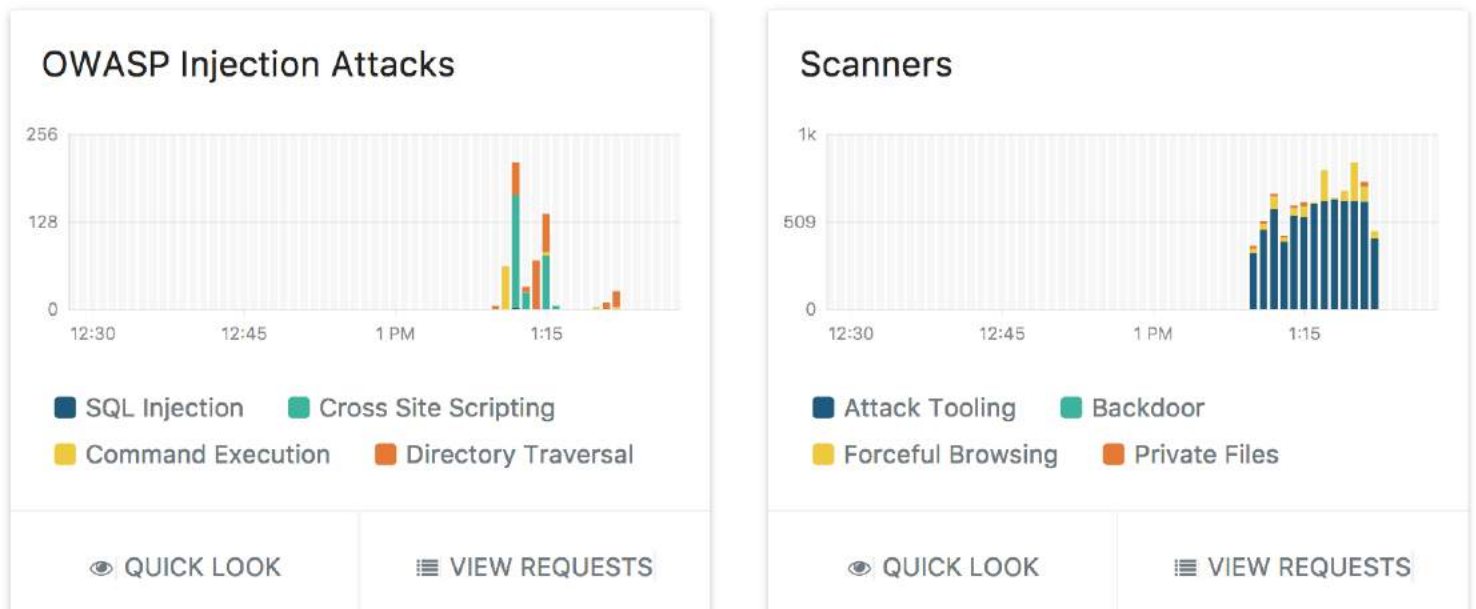 OWASP Injection Attacks
256
128
0
12:30 12:45 1 PM 1:15
SQL Injection Cross Site Scripting
Command Execution Directory Traversal
QUICK LOOK VIEW REQUESTS
Scanners
1k
509
0
12:30 12:45 1 PM 1:15
Attack Tooling Backdoor
Forceful Browsing Private Files
QUICK LOOK VIEW REQUESTS